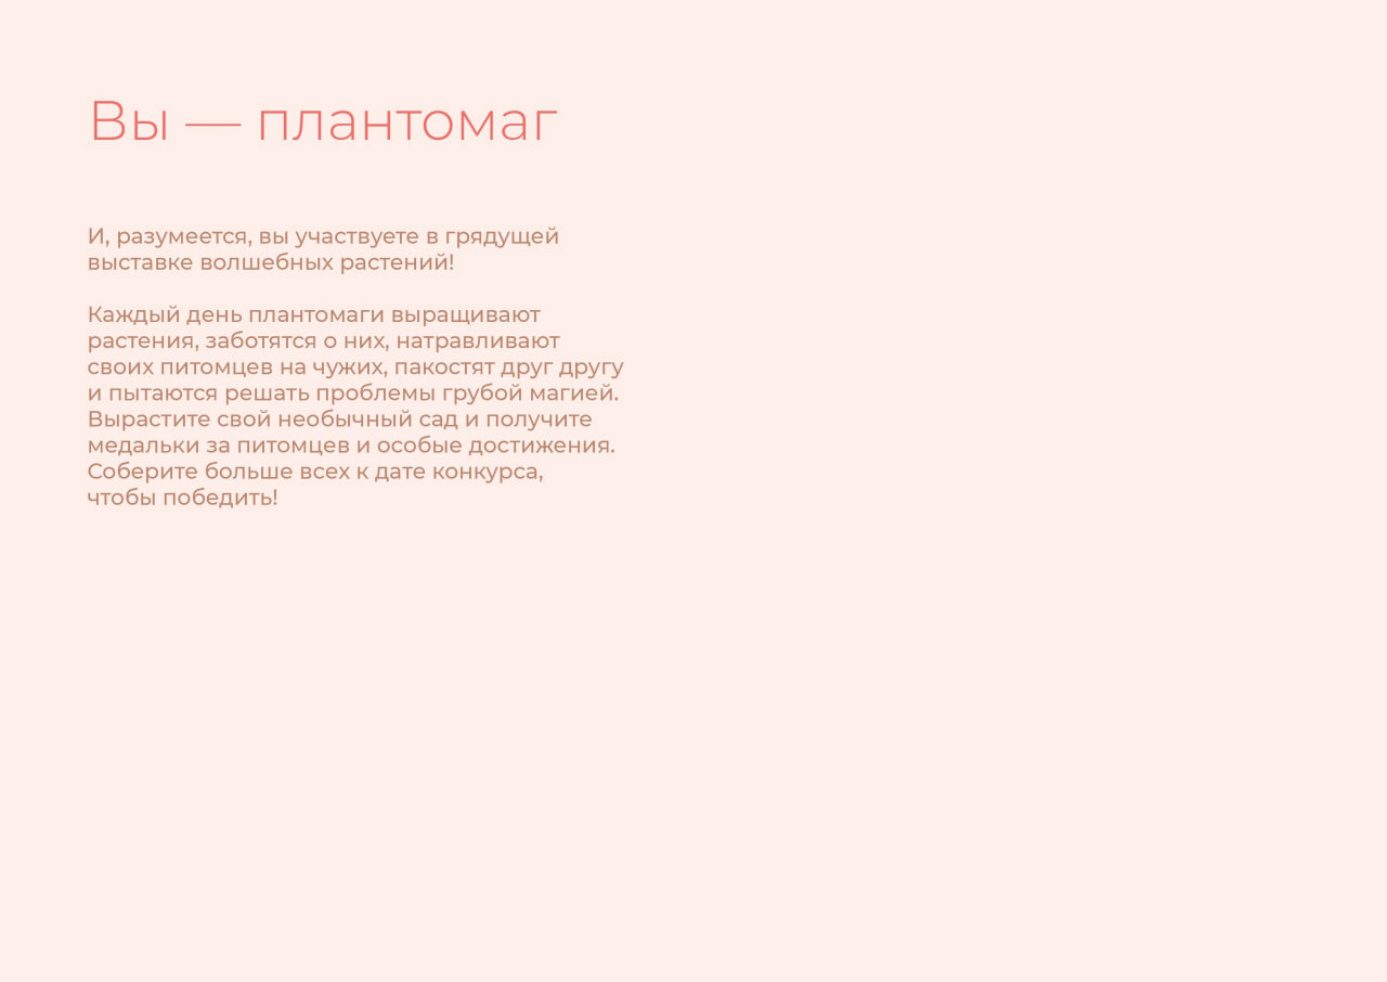 Вы — плантомаг
И, разумеется, вы участвуете в грядущей
выставке волшебных растений!
Каждый день плантомаги выращивают
растения, заботятся о них, натравливают
своих питомцев на чужих, пакостят друг другу
и пытаются решать проблемы грубой магией.
Вырастите свой необычный сад и получите
медальки за питомцев и особые достижения.
Соберите больше всех к дате конкурса,
чтобы победить!